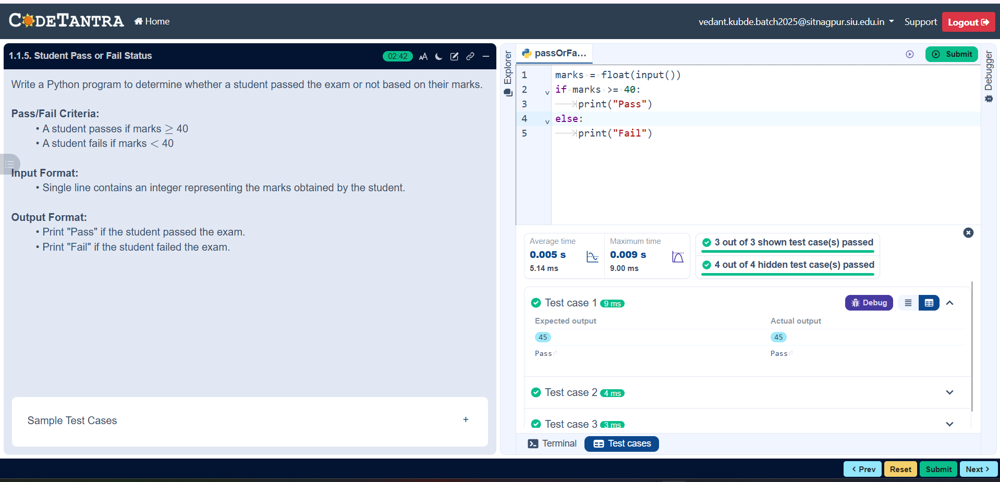 CODETANTRA Home
vedant.kubde.batch2025@sitnagpur.siu.edu.in Support Logout
1.1.5. Student Pass or Fail Status 02:42 AA
Write a Python program to determine whether a student passed the exam or not based on their marks.
Pass/Fail Criteria:
• A student passes if marks ≥ 40
• A student fails if marks < 40
Input Format:
• Single line contains an integer representing the marks obtained by the student.
Output Format:
• Print "Pass" if the student passed the exam.
• Print "Fail" if the student failed the exam.
Sample Test Cases +
Explorer
passOrFa... Submit
Debugger
1 marks = float(input())
2 if marks >= 40:
3 print("Pass")
4 else:
5 print("Fail")
Average time
0.005 s
5.14 ms
Maximum time
0.009 s
9.00 ms
3 out of 3 shown test case(s) passed
4 out of 4 hidden test case(s) passed
Test case 1 9 ms Debug
Expected output Actual output
45 45
Pass Pass
Test case 2 4 ms
Test case 3 3 ms
Terminal Test cases
< Prev Reset Submit Next >